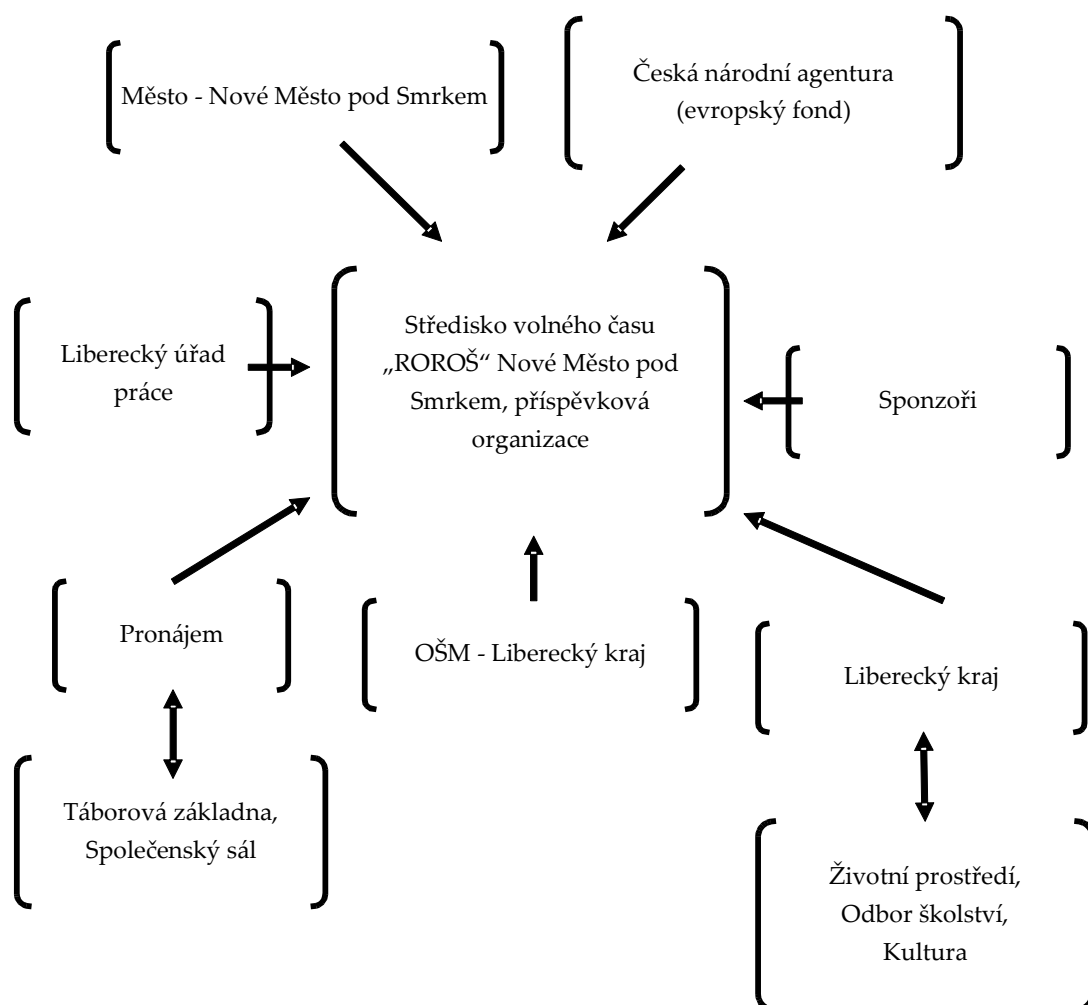 Město - Nové Město pod Smrkem
Česká národní agentura
(evropský fond)
Liberecký úřad
práce
Středisko volného času
„ROROŠ“ Nové Město pod
Smrkem, příspěvková
organizace
Sponzoři
Pronájem
OŠM - Liberecký kraj
Liberecký kraj
Táborová základna,
Společenský sál
Životní prostředí,
Odbor školství,
Kultura